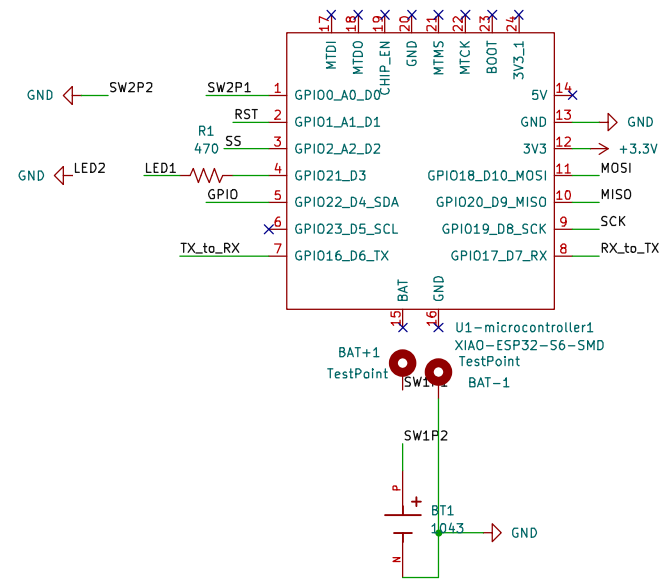 17 18 19 20 21 22 23 24
MTDI MTDO CHIP_EN GND MTMS MTCK BOOT 3V3_1
GND SW2P2 SW2P1 1 GPIO0_A0_D0 5V 14
RST 2 GPIO1_A1_D1 GND 13 GND
R1
470 SS 3 GPIO2_A2_D2 3V3 12 +3.3V
GND LED2 LED1 4 GPIO21_D3 GPIO18_D10_MOSI 11 MOSI
GPIO 5 GPIO22_D4_SDA GPIO20_D9_MISO 10 MISO
6 GPIO23_D5_SCL GPIO19_D8_SCK 9 SCK
TX_to_RX 7 GPIO16_D6_TX GPIO17_D7_RX 8 RX_to_TX
BAT GND
15 16
U1-microcontroller1
XIAO-ESP32-S6-SMD
BAT+1 TestPoint
TestPoint BAT-1
SW1P1
SW1P2
P
BT1
1043
GND
N